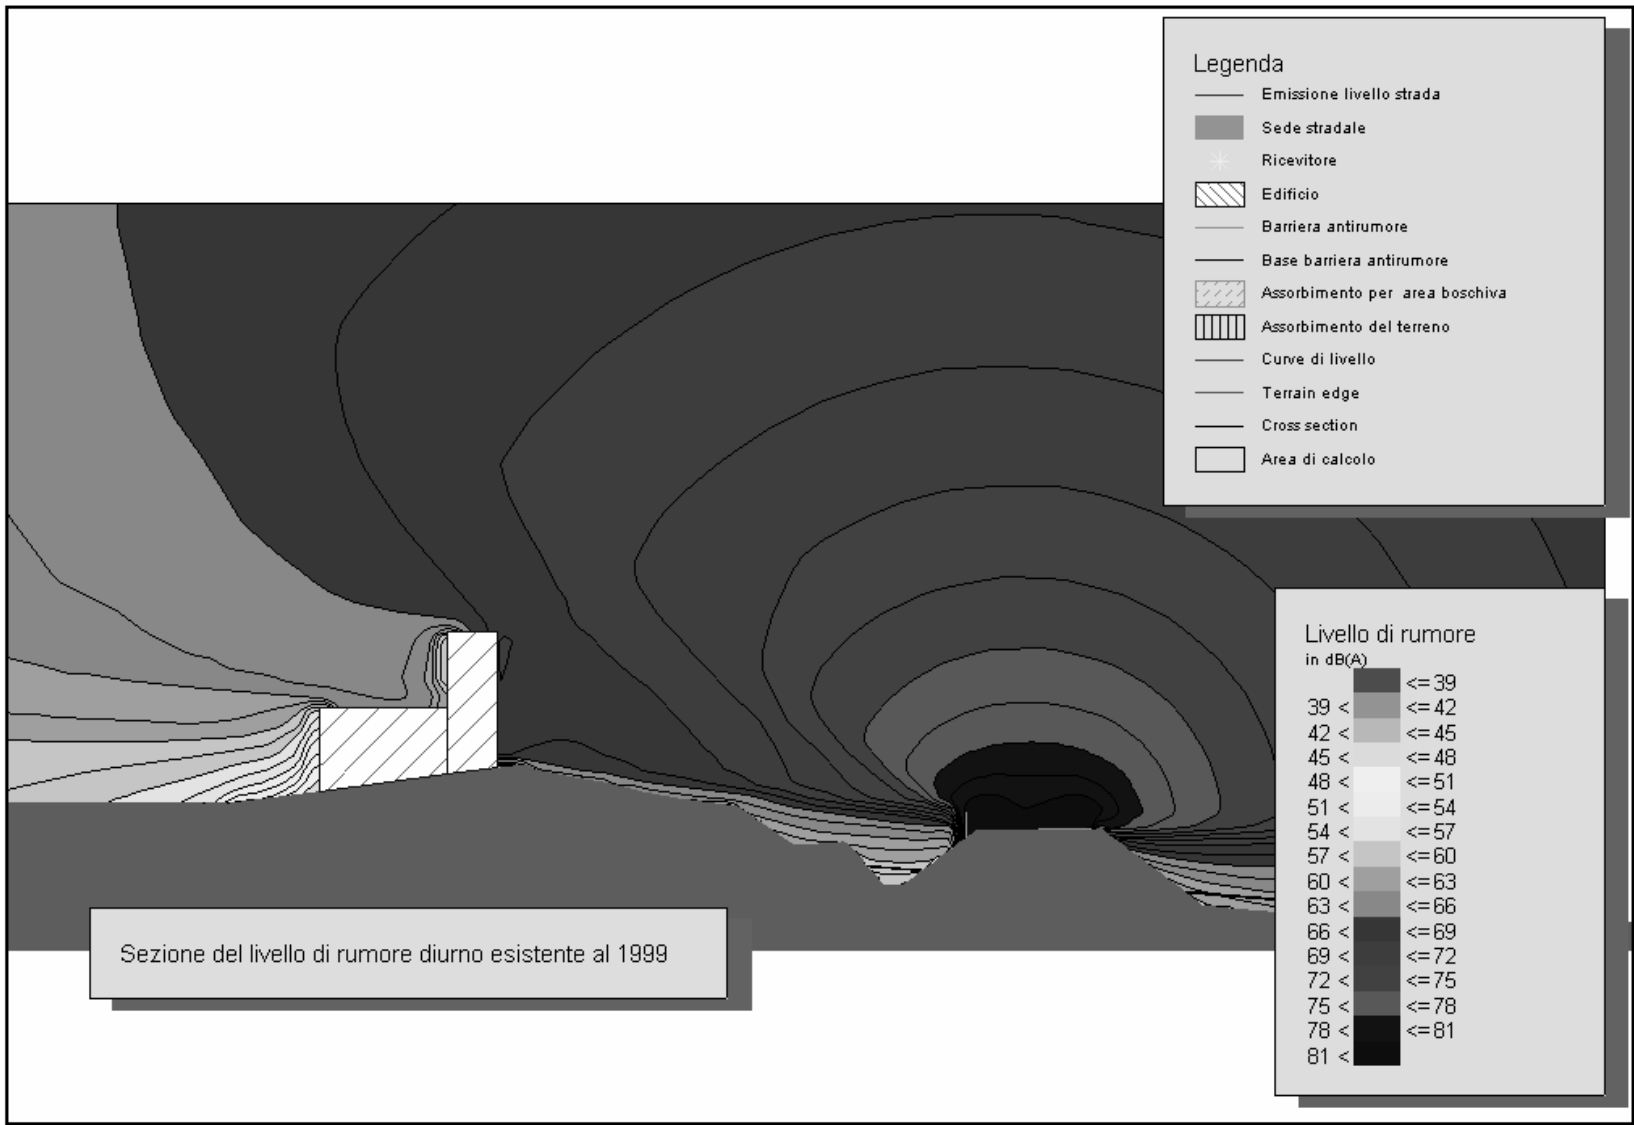 Legenda
Emissione livello strada
Sede stradale
Ricevitore
Edificio
Barriera antirumore
Base barriera antirumore
Assorbimento per area boschiva
Assorbimento del terreno
Curve di livello
Terrain edge
Cross section
Area di calcolo
Livello di rumore
in dB(A)
<= 39
39 < <= 42
42 < <= 45
45 < <= 48
48 < <= 51
51 < <= 54
54 < <= 57
57 < <= 60
60 < <= 63
63 < <= 66
66 < <= 69
69 < <= 72
72 < <= 75
75 < <= 78
78 < <= 81
81 <
Sezione del livello di rumore diurno esistente al 1999